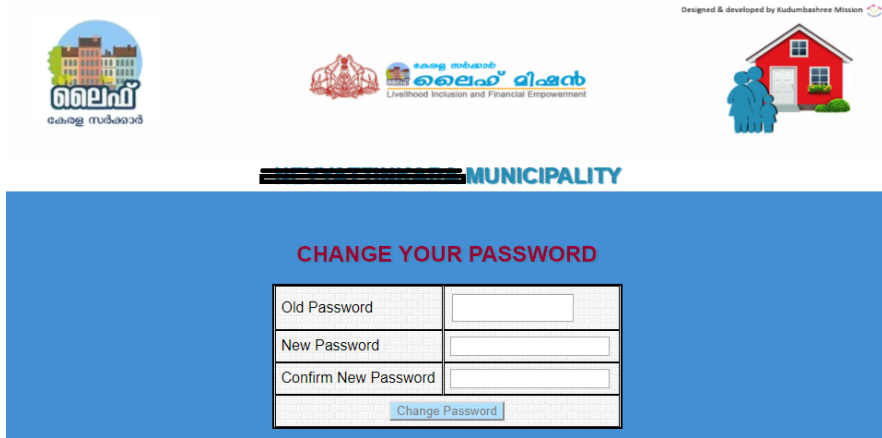 Designed & developed by Kudumbashree Mission
ലൈഫ്
കേരള സർക്കാർ
കേരള സർക്കാർ
ലൈഫ് മിഷൻ
Livelihood Inclusion and Financial Empowerment
MUNICIPALITY
CHANGE YOUR PASSWORD
Old Password
New Password
Confirm New Password
Change Password